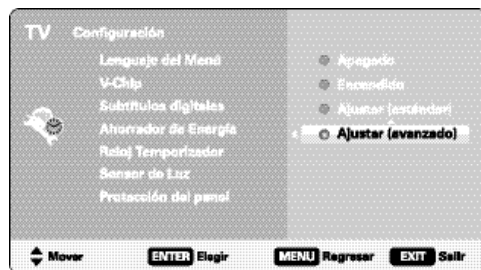 TV Configuración
Lenguaje del Menú
V-Chip
Subtítulos digitales
Ahorrador de Energía
Reloj Temporizador
Sensor de Luz
Protección del panel
Apagado
Encendido
Ajustar (estándar)
Ajustar (avanzado)
Mover ENTER Elegir MENU Regresar EXIT Salir